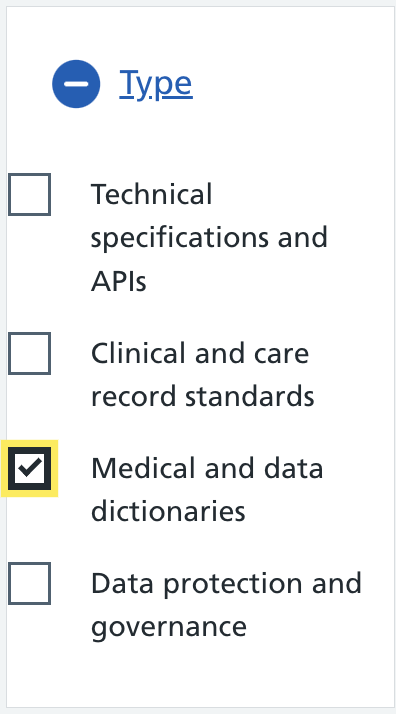 Type
Technical
specifications and
APIs
Clinical and care
record standards
Medical and data
dictionaries
Data protection and
governance